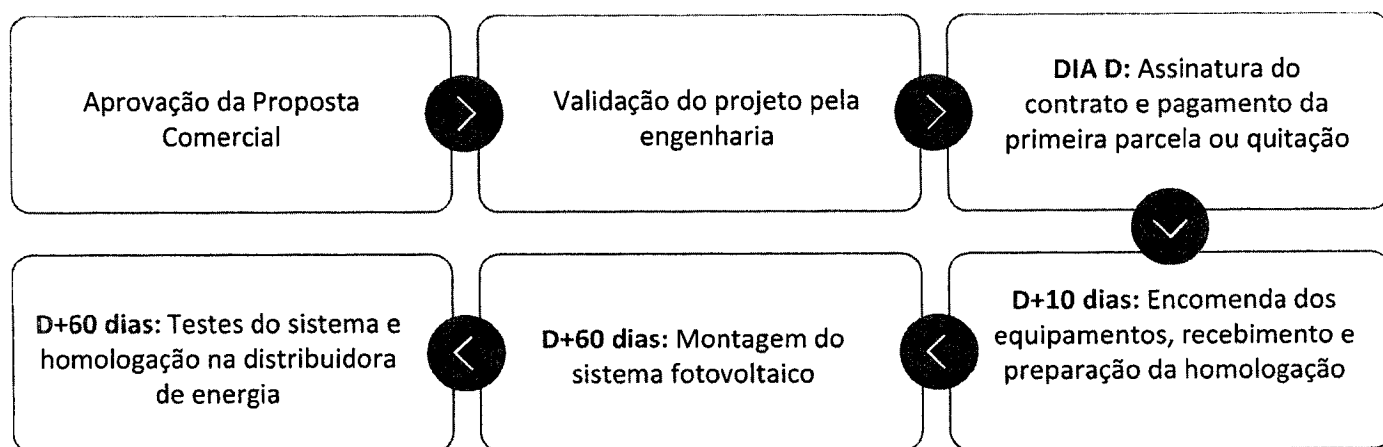 Aprovação da Proposta
Comercial
Validação do projeto pela
engenharia
DIA D: Assinatura do
contrato e pagamento da
primeira parcela ou quitação
D+10 dias: Encomenda dos
equipamentos, recebimento e
preparação da homologação
D+60 dias: Montagem do
sistema fotovoltaico
D+60 dias: Testes do sistema e
homologação na distribuidora
de energia